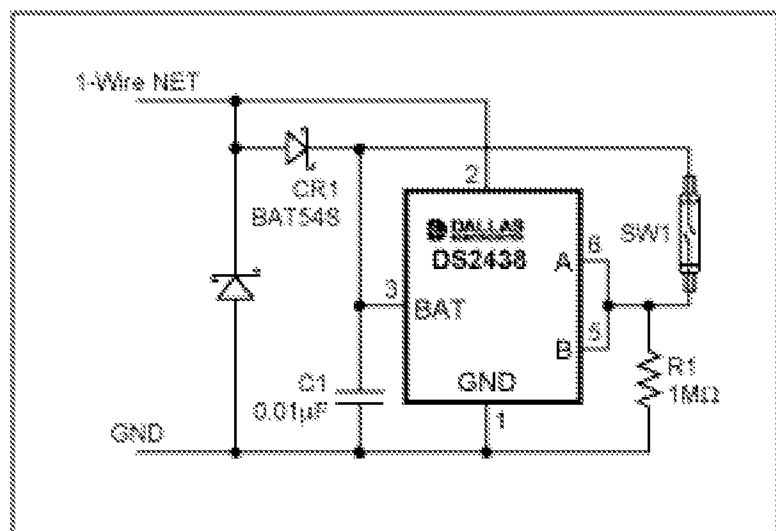 1-Wire NET
2
CR1
BAT54S
DALLAS
DS2438
SW1
A 6
3
BAT
5
B
C1
0.01µF
GND
R1
1MΩ
1
GND